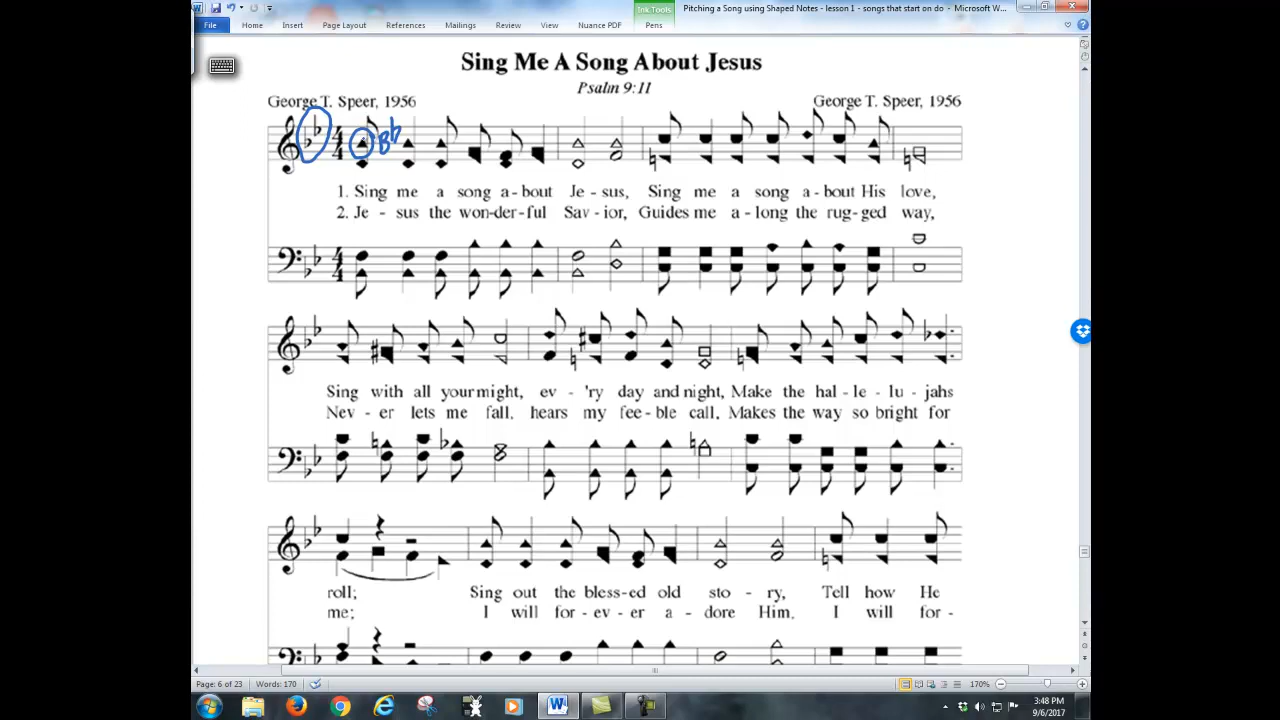 Ink Tools
Pitching a Song using Shaped Notes - lesson 1 - songs that start on do - Microsoft W...
File Home Insert Page Layout References Mailings Review View Nuance PDF Pens
Sing Me A Song About Jesus
Psalm 9:11
George T. Speer, 1956 George T. Speer, 1956
Bb
4 4
1. Sing me a song a-bout Je-sus, Sing me a song a-bout His love,
2. Je-sus the won-der-ful Sav-ior, Guides me a-long the rug-ged way,
4 4
Sing with all your might, ev-'ry day and night, Make the hal-le-lu-jahs
Nev-er lets me fall, hears my fee-ble call, Makes the way so bright for
roll; Sing out the bless-ed old sto-ry, Tell how He
me; I will for-ev-er a-dore Him. I will for-
Page: 6 of 23 Words: 170 170%
3:48 PM
9/6/2017